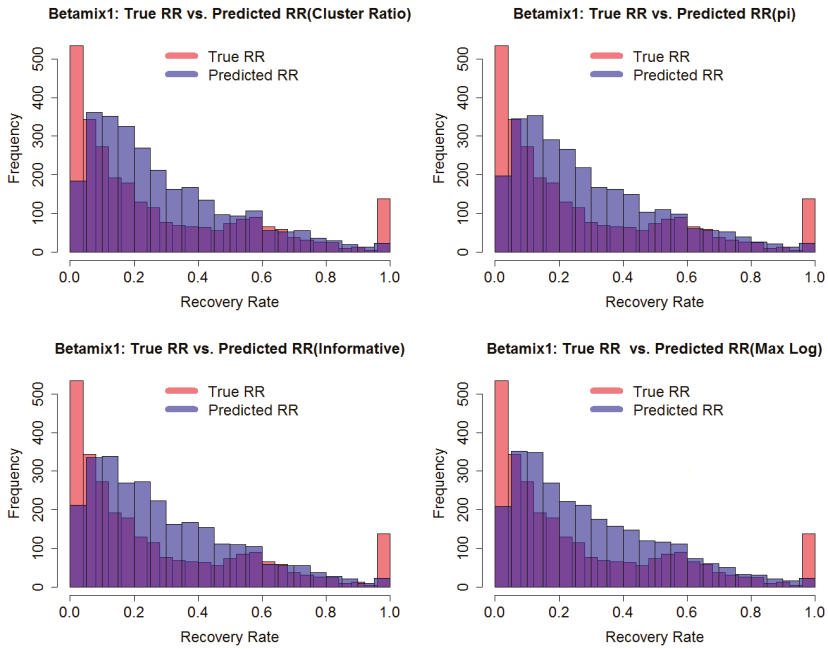 Betamix1: True RR vs. Predicted RR(Cluster Ratio)
True RR
Predicted RR
Frequency
500
400
300
200
100
0
0.0 0.2 0.4 0.6 0.8 1.0
Recovery Rate
Betamix1: True RR vs. Predicted RR(pi)
True RR
Predicted RR
Frequency
500
400
300
200
100
0
0.0 0.2 0.4 0.6 0.8 1.0
Recovery Rate
Betamix1: True RR vs. Predicted RR(Informative)
True RR
Predicted RR
Frequency
500
400
300
200
100
0
0.0 0.2 0.4 0.6 0.8 1.0
Recovery Rate
Betamix1: True RR vs. Predicted RR(Max Log)
True RR
Predicted RR
Frequency
500
400
300
200
100
0
0.0 0.2 0.4 0.6 0.8 1.0
Recovery Rate